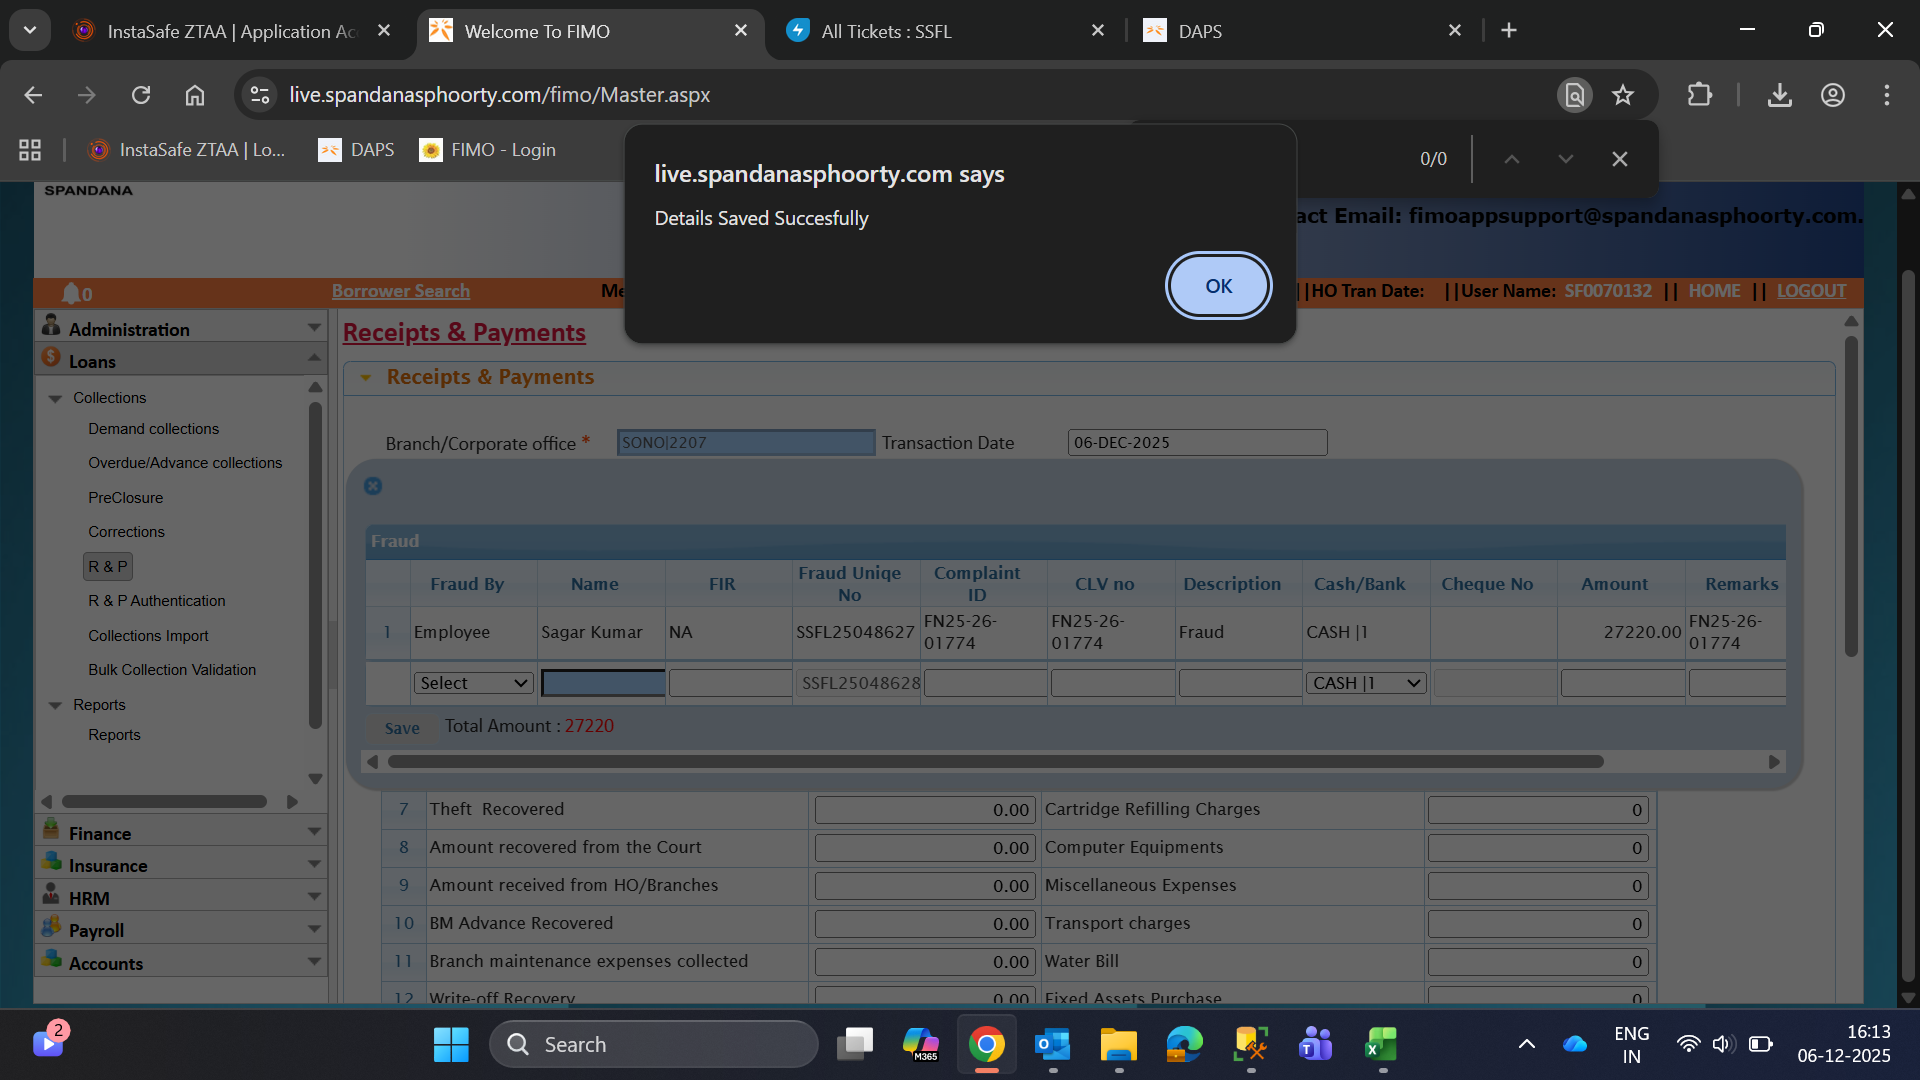 InstaSafe ZTAA | Application Acc
Welcome To FIMO
All Tickets : SSFL
DAPS
live.spandanasphoorty.com/fimo/Master.aspx
InstaSafe ZTAA | Lo...
DAPS
FIMO - Login
0/0
live.spandanasphoorty.com says
Details Saved Succesfully
OK
SPANDANA
act Email: fimoappsupport@spandanasphoorty.com.
0
Borrower Search
Me
||HO Tran Date: ||User Name: SF0070132 || HOME || LOGOUT
Administration
Loans
Collections
Demand collections
Overdue/Advance collections
PreClosure
Corrections
R & P
R & P Authentication
Collections Import
Bulk Collection Validation
Reports
Reports
Finance
Insurance
HRM
Payroll
Accounts
Receipts & Payments
Receipts & Payments
Branch/Corporate office * SONO|2207 Transaction Date 06-DEC-2025
Fraud
Fraud By Name FIR Fraud Uniqe No Complaint ID CLV no Description Cash/Bank Cheque No Amount Remarks
1 Employee Sagar Kumar NA SSFL25048627 FN25-26-01774 FN25-26-01774 Fraud CASH |1 27220.00 FN25-26-01774
Select SSFL25048628 CASH |1
Save Total Amount : 27220
7 Theft Recovered 0.00 Cartridge Refilling Charges 0
8 Amount recovered from the Court 0.00 Computer Equipments 0
9 Amount received from HO/Branches 0.00 Miscellaneous Expenses 0
10 BM Advance Recovered 0.00 Transport charges 0
11 Branch maintenance expenses collected 0.00 Water Bill 0
12 Write-off Recovery 0.00 Fixed Assets Purchase 0
2
Search
M365
ENG
IN
16:13
06-12-2025